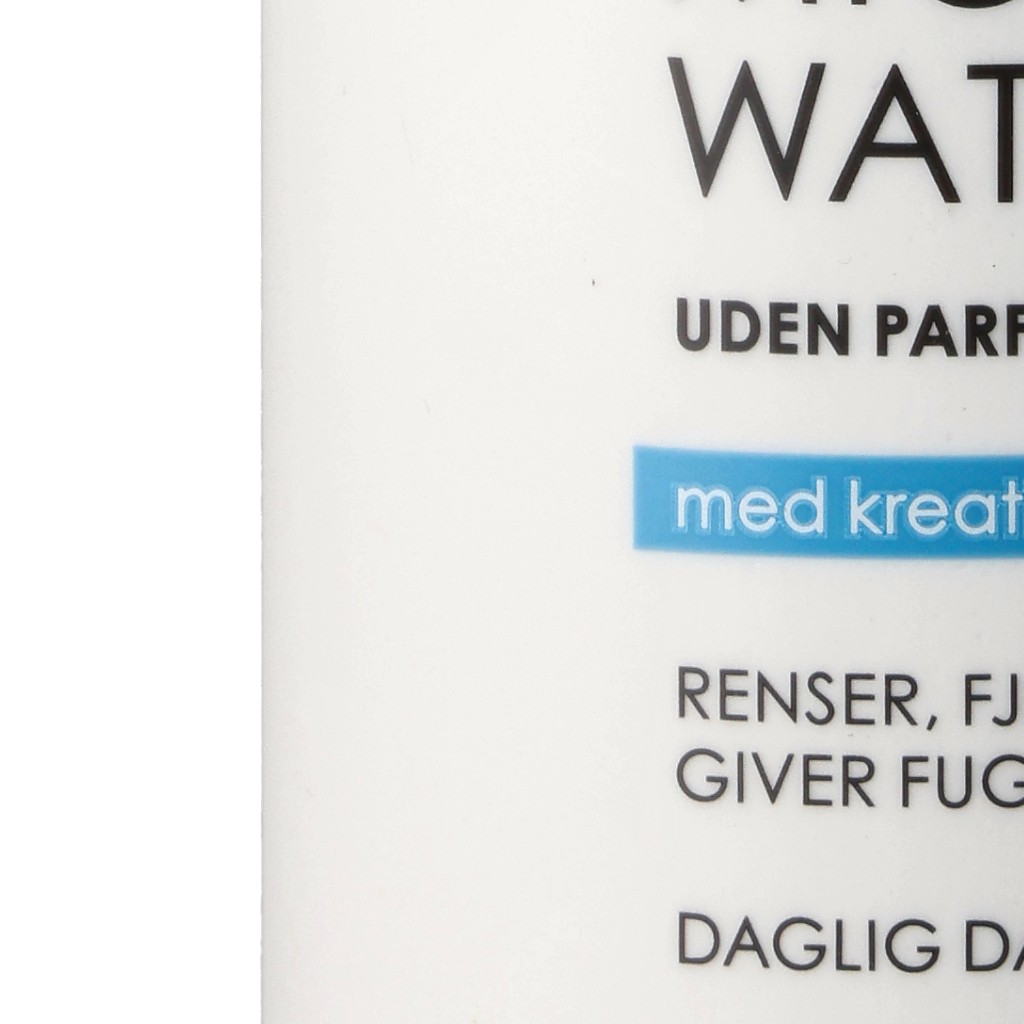 WAT
UDEN PARF
med kreat
RENSER, FJ
GIVER FUG
DAGLIG DA